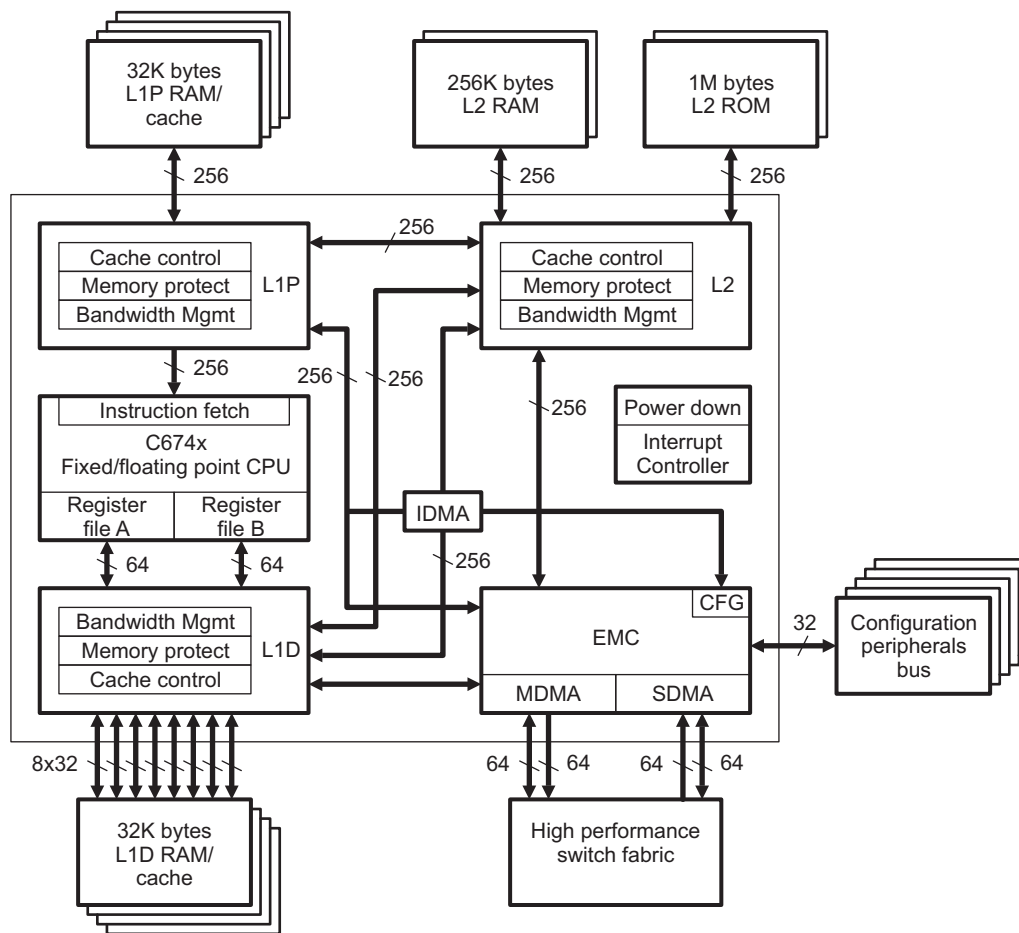 32K bytes
L1P RAM/
cache
256K bytes
L2 RAM
1M bytes
L2 ROM
256
256
256
Cache control
Memory protect
Bandwidth Mgmt
L1P
256
Cache control
Memory protect
Bandwidth Mgmt
L2
256
256
256
256
Instruction fetch
C674x
Fixed/floating point CPU
Register
file A
Register
file B
Power down
Interrupt
Controller
IDMA
64
64
256
Bandwidth Mgmt
Memory protect
Cache control
L1D
CFG
EMC
MDMA
SDMA
32
Configuration
peripherals
bus
8x32
64
64
64
64
32K bytes
L1D RAM/
cache
High performance
switch fabric